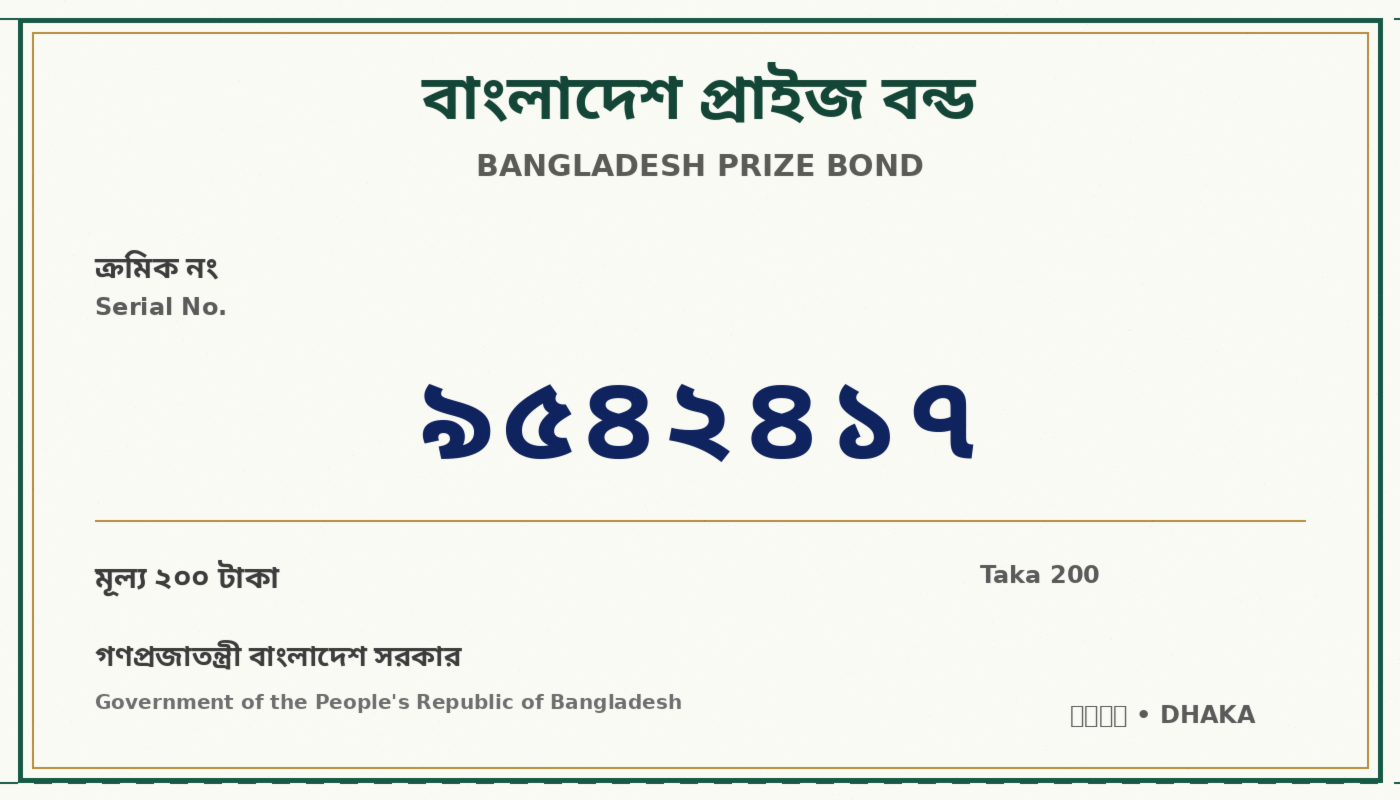 বাংলাদেশ প্রাইজ বন্ড
BANGLADESH PRIZE BOND
ক্রমিক নং
Serial No.
৯৫৪২৪১৭
মূল্য ২০০ টাকা
Taka 200
গণপ্রজাতন্ত্রী বাংলাদেশ সরকার
Government of the People's Republic of Bangladesh
• DHAKA